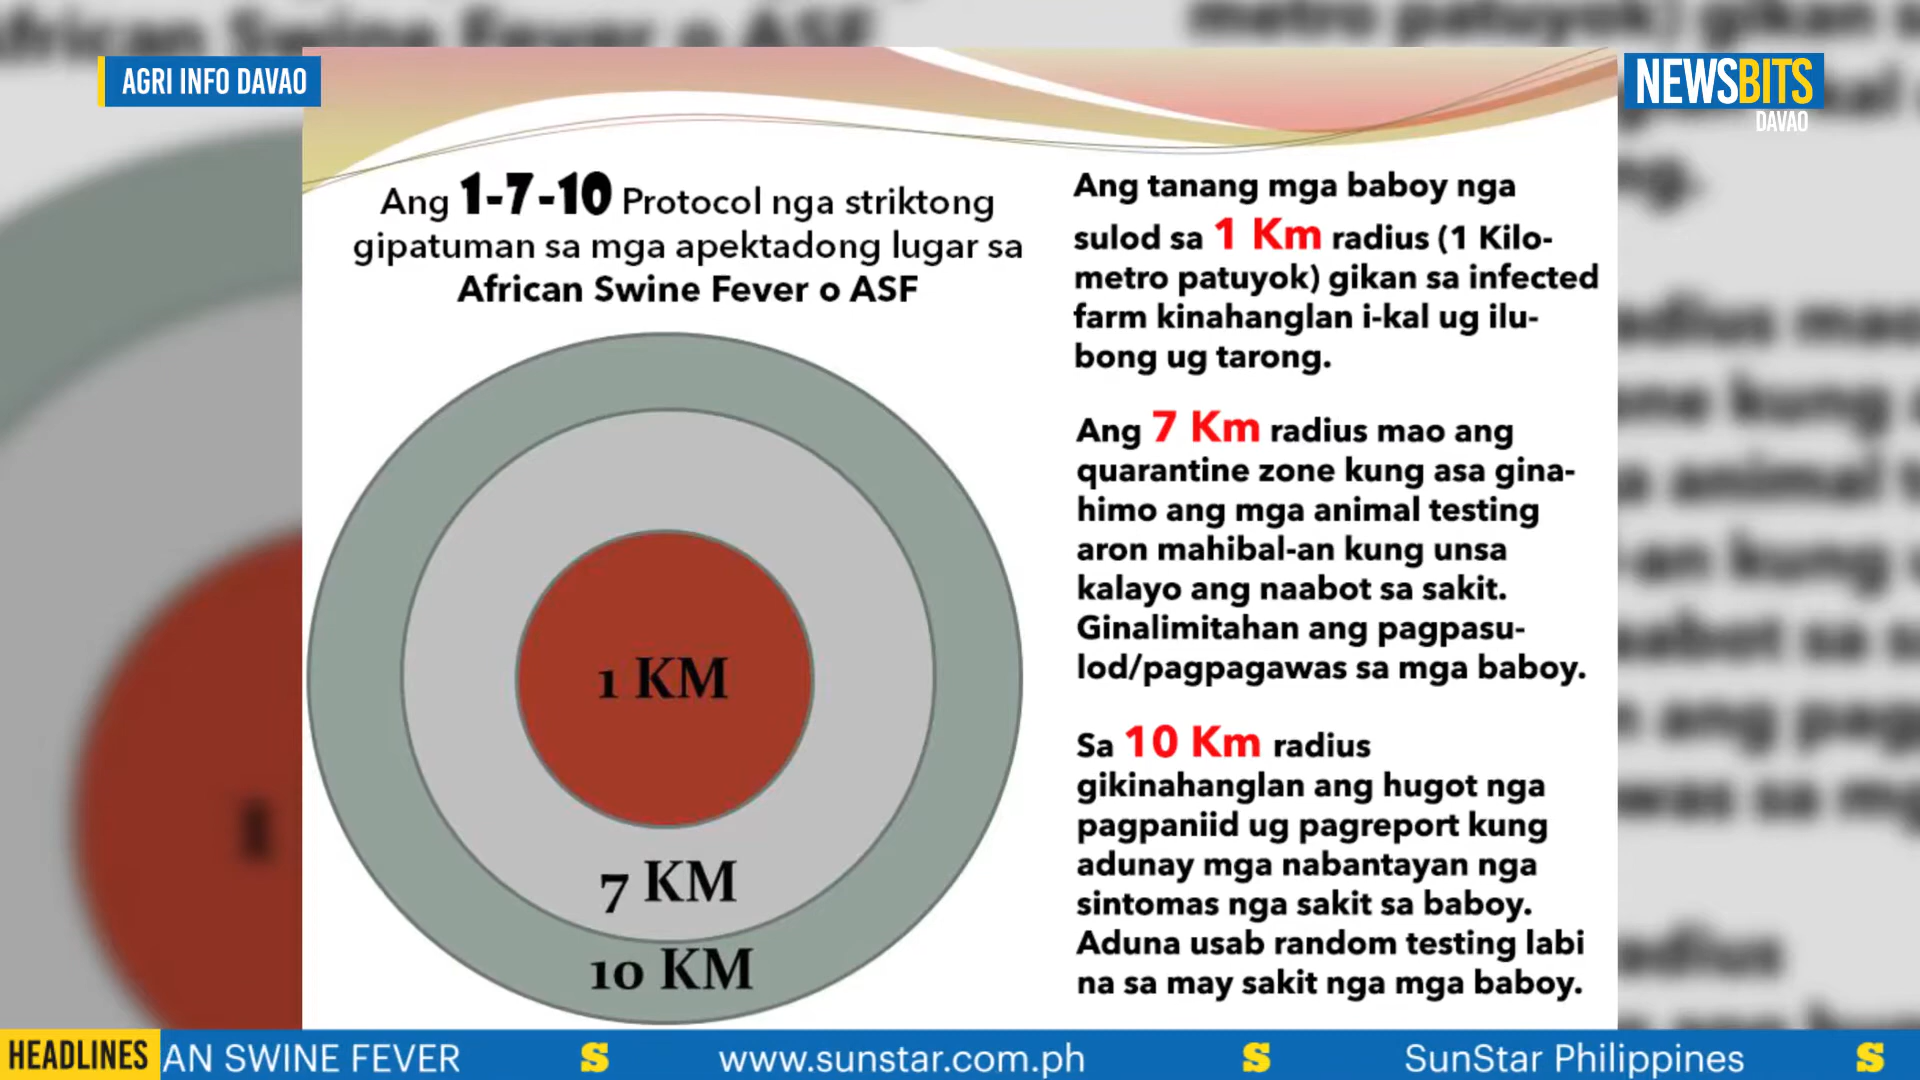 AGRI INFO DAVAO
NEWSBITS
DAVAO
Ang 1-7-10 Protocol nga striktong
gipatuman sa mga apektadong lugar sa
African Swine Fever o ASF
1 KM
7 KM
10 KM
Ang tanang mga baboy nga
sulod sa 1 Km radius (1 Kilo-
metro patuyok) gikan sa infected
farm kinahanglan i-kal ug ilu-
bong ug tarong.
Ang 7 Km radius mao ang
quarantine zone kung asa gina-
himo ang mga animal testing
aron mahibal-an kung unsa
kalayo ang naabot sa sakit.
Ginalimitahan ang pagpasu-
lod/pagpagawas sa mga baboy.
Sa 10 Km radius
gikinahanglan ang hugot nga
pagpaniid ug pagreport kung
adunay mga nabantayan nga
sintomas nga sakit sa baboy.
Aduna usab random testing labi
na sa may sakit nga mga baboy.
HEADLINES AN SWINE FEVER S www.sunstar.com.ph S SunStar Philippines S